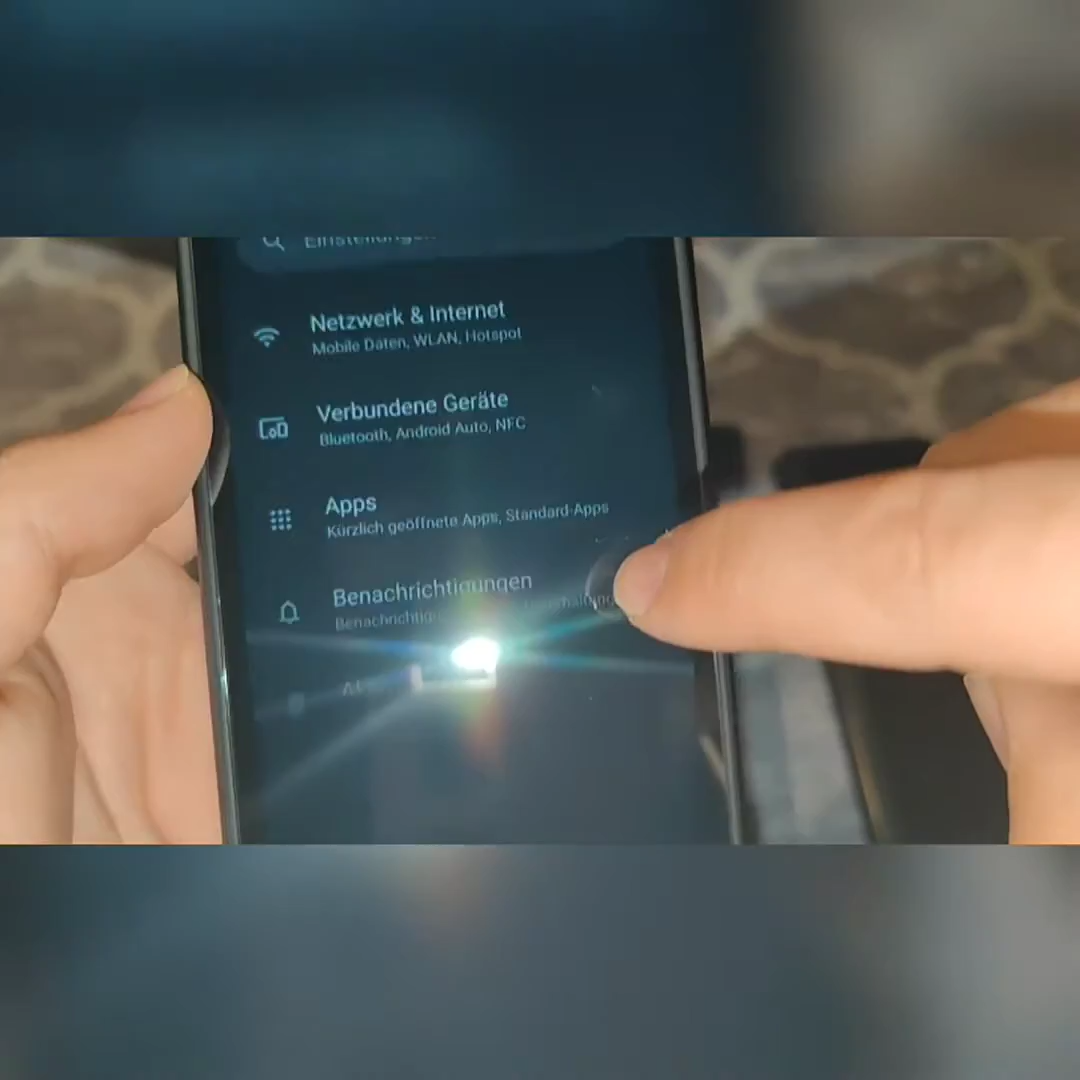 Einstellungen
Netzwerk & Internet
Mobile Daten, WLAN, Hotspot
Verbundene Geräte
Bluetooth, Android Auto, NFC
Apps
Kürzlich geöffnete Apps, Standard-Apps
Benachrichtigungen